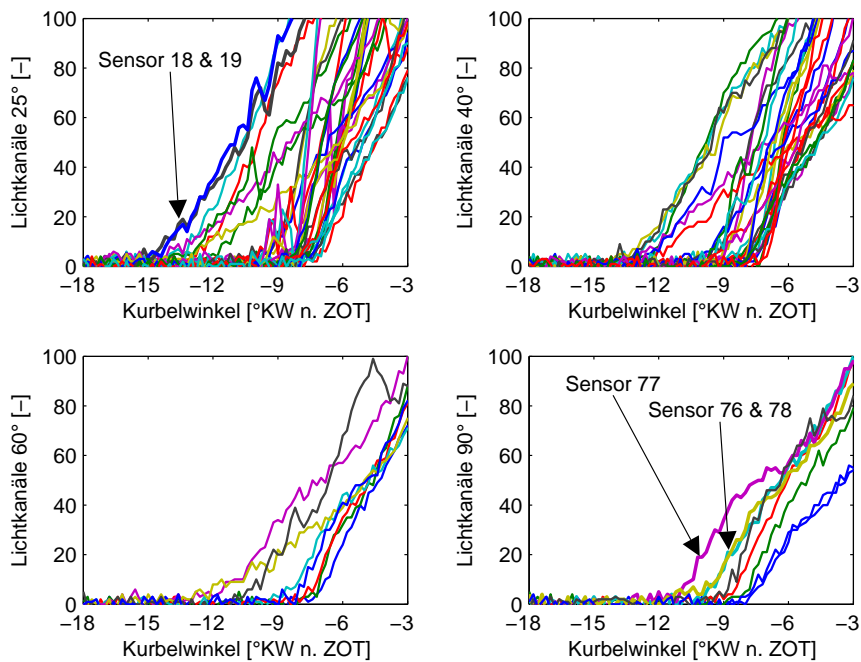 Lichtkanäle 25° [–]
100
80
60
40
20
0
Sensor 18 & 19
−18 −15 −12 −9 −6 −3
Kurbelwinkel [°KW n. ZOT]
Lichtkanäle 40° [–]
100
80
60
40
20
0
−18 −15 −12 −9 −6 −3
Kurbelwinkel [°KW n. ZOT]
Lichtkanäle 60° [–]
100
80
60
40
20
0
−18 −15 −12 −9 −6 −3
Kurbelwinkel [°KW n. ZOT]
Lichtkanäle 90° [–]
100
80
60
40
20
0
Sensor 77
Sensor 76 & 78
−18 −15 −12 −9 −6 −3
Kurbelwinkel [°KW n. ZOT]